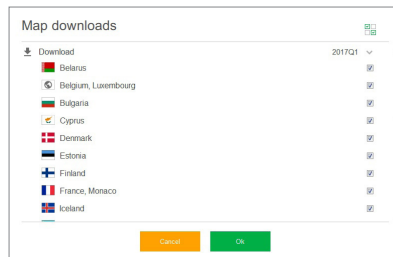 Map downloads
Download 2017Q1
Belarus
Belgium, Luxembourg
Bulgaria
Cyprus
Denmark
Estonia
Finland
France, Monaco
Iceland
Cancel Ok